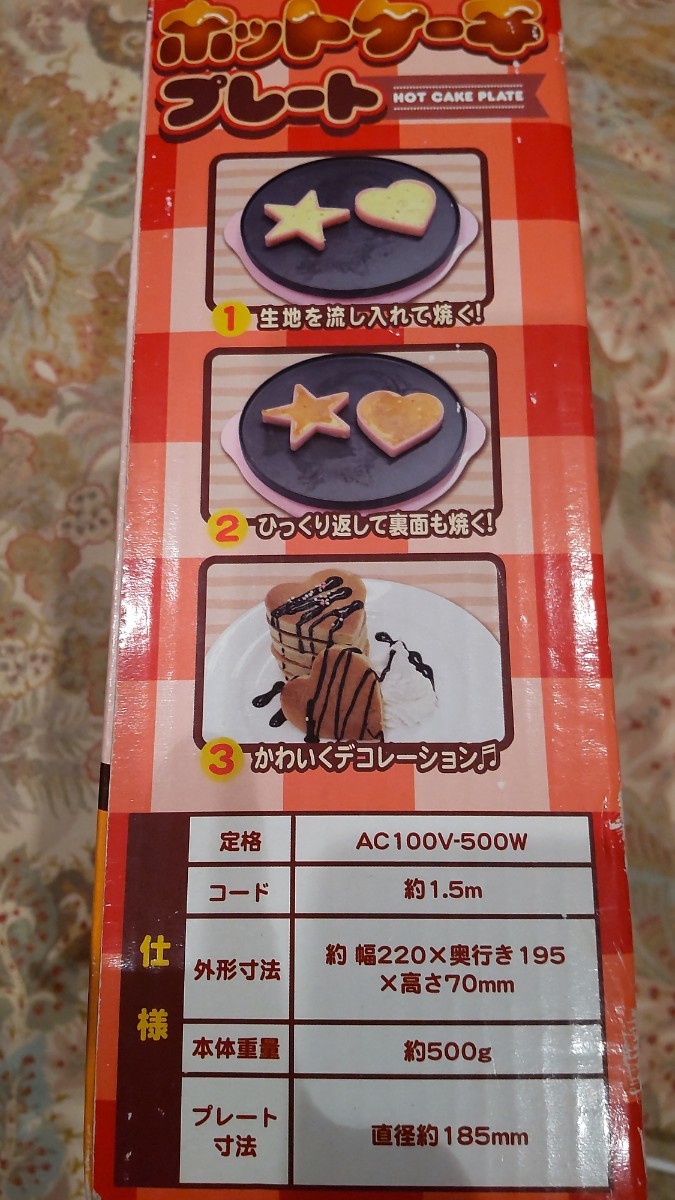 ホットケーキ
プレート
HOT CAKE PLATE
1 生地を流し入れて焼く!
2 ひっくり返して裏面も焼く!
3 かわいくデコレーション♬
仕様
定格 AC100V-500W
コード 約1.5m
外形寸法 約 幅220×奥行き195
×高さ70mm
本体重量 約500g
プレート
寸法 直径約185mm